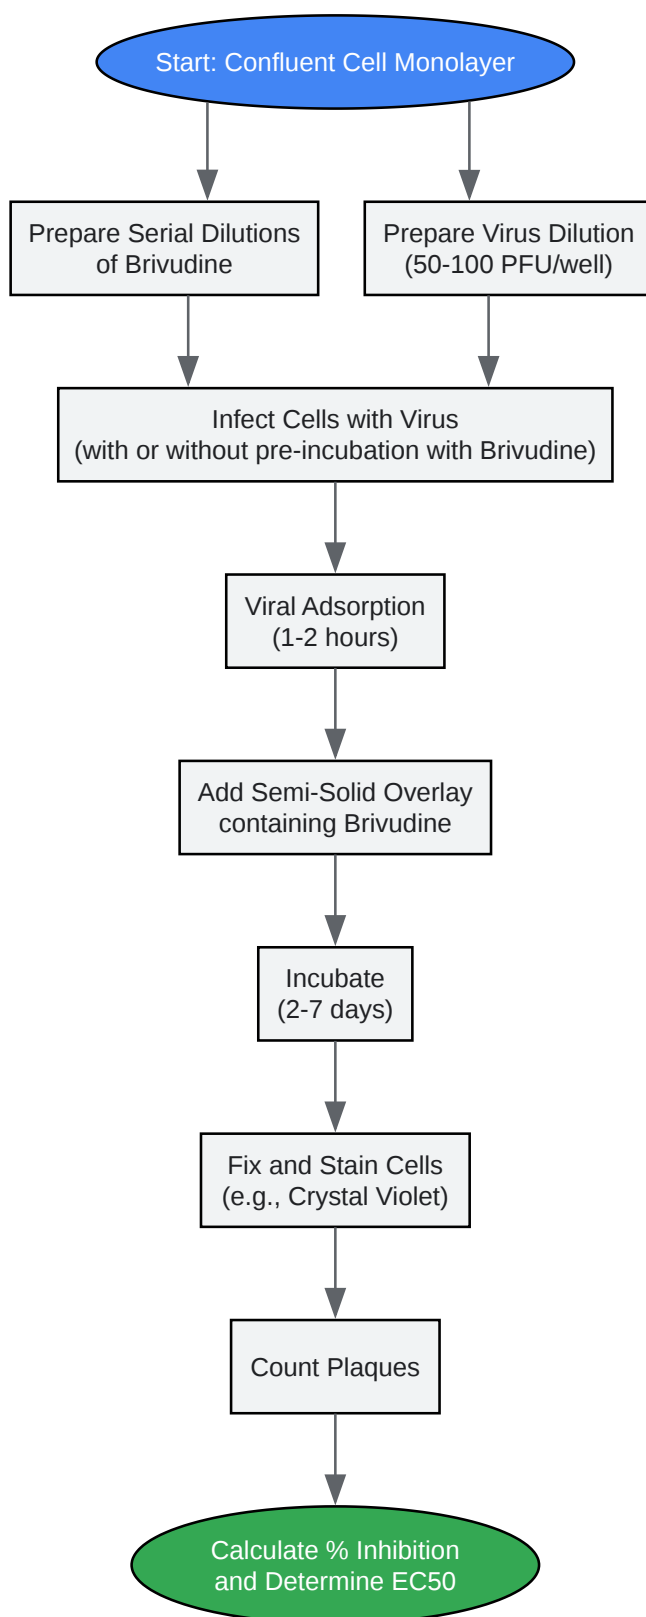 Start: Confluent Cell Monolayer
Prepare Serial Dilutions
of Brivudine
Prepare Virus Dilution
(50-100 PFU/well)
Infect Cells with Virus
(with or without pre-incubation with Brivudine)
Viral Adsorption
(1-2 hours)
Add Semi-Solid Overlay
containing Brivudine
Incubate
(2-7 days)
Fix and Stain Cells
(e.g., Crystal Violet)
Count Plaques
Calculate % Inhibition
and Determine EC50